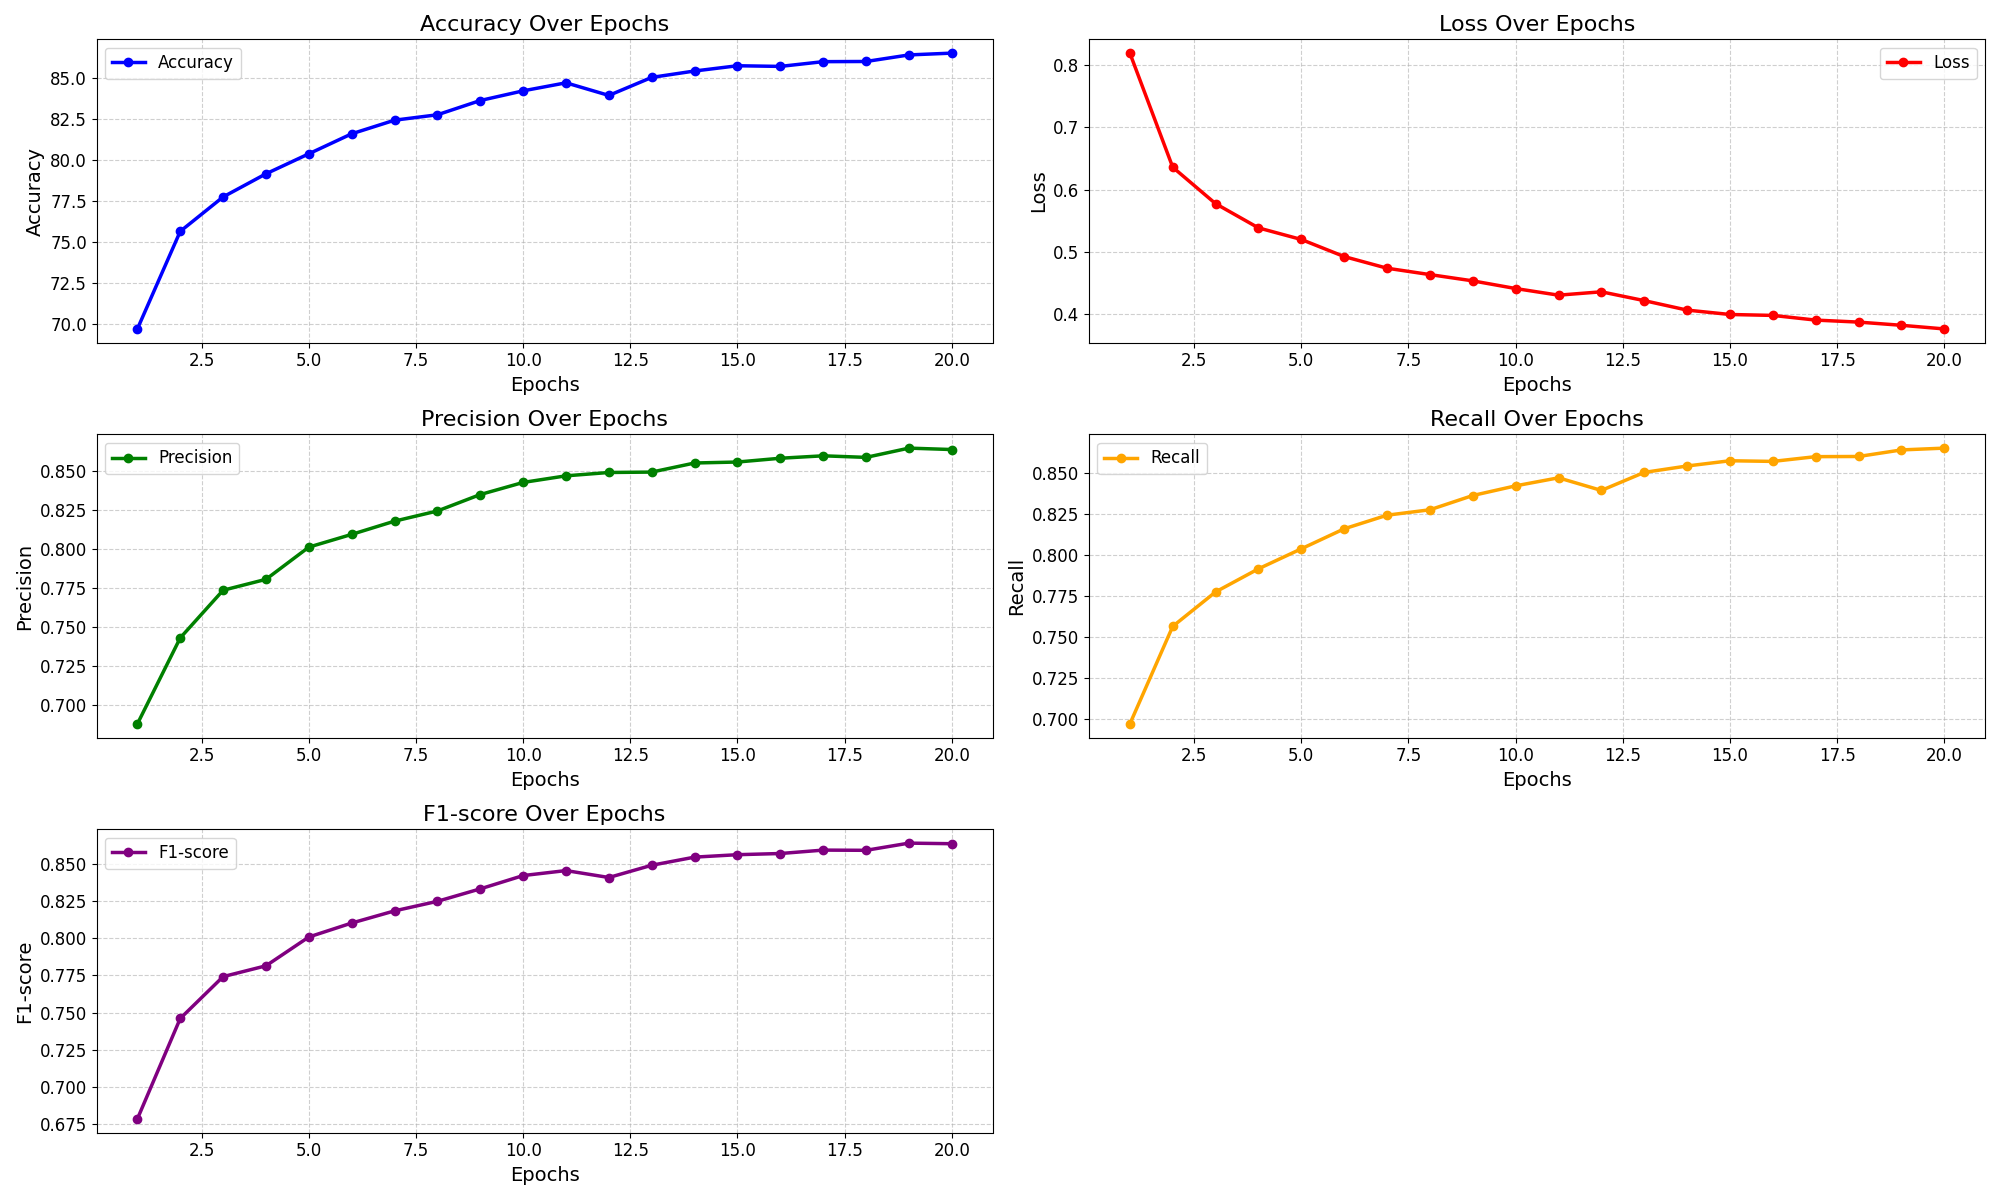 Accuracy Over Epochs
Accuracy
Accuracy
85.0
82.5
80.0
77.5
75.0
72.5
70.0
2.5 5.0 7.5 10.0 12.5 15.0 17.5 20.0
Epochs
Loss Over Epochs
Loss
Loss
0.8
0.7
0.6
0.5
0.4
2.5 5.0 7.5 10.0 12.5 15.0 17.5 20.0
Epochs
Precision Over Epochs
Precision
Precision
0.850
0.825
0.800
0.775
0.750
0.725
0.700
2.5 5.0 7.5 10.0 12.5 15.0 17.5 20.0
Epochs
Recall Over Epochs
Recall
Recall
0.850
0.825
0.800
0.775
0.750
0.725
0.700
2.5 5.0 7.5 10.0 12.5 15.0 17.5 20.0
Epochs
F1-score Over Epochs
F1-score
F1-score
0.850
0.825
0.800
0.775
0.750
0.725
0.700
0.675
2.5 5.0 7.5 10.0 12.5 15.0 17.5 20.0
Epochs